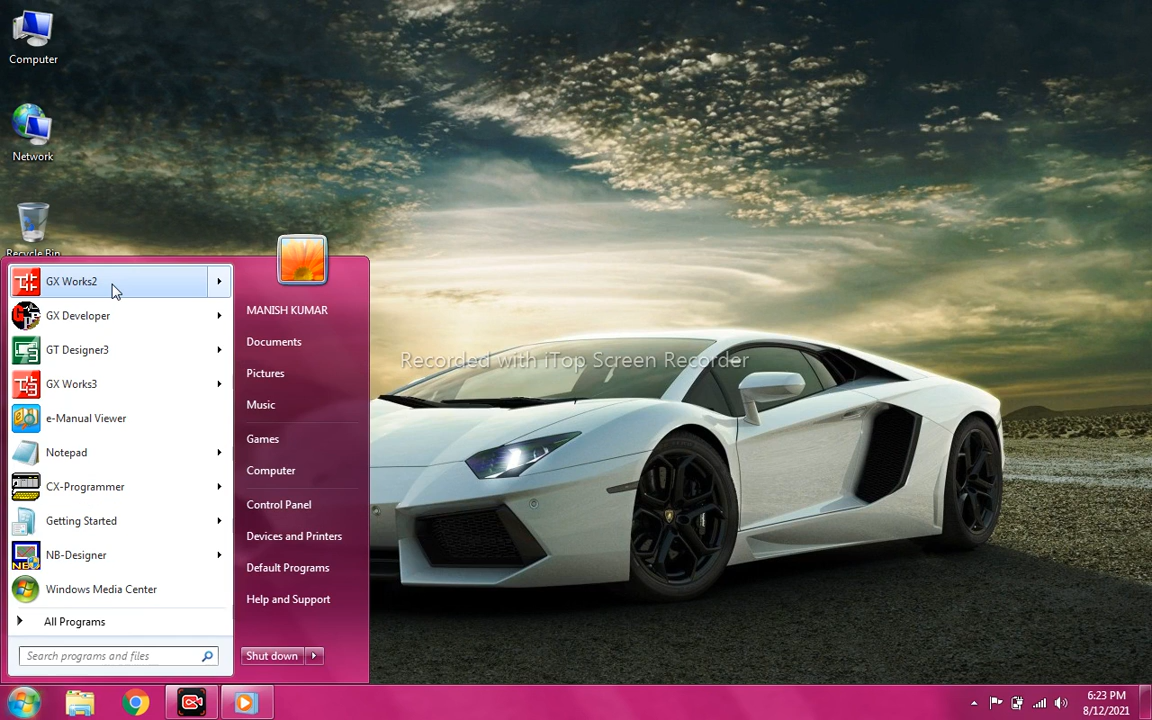 Computer
Network
Recycle Bin
GX Works2
GX Developer
GT Designer3
GX Works3
e-Manual Viewer
Notepad
CX-Programmer
Getting Started
NB-Designer
Windows Media Center
All Programs
Search programs and files
MANISH KUMAR
Documents
Pictures
Music
Games
Computer
Control Panel
Devices and Printers
Default Programs
Help and Support
Shut down
Recorded with iTop Screen Recorder
6:23 PM
8/12/2021